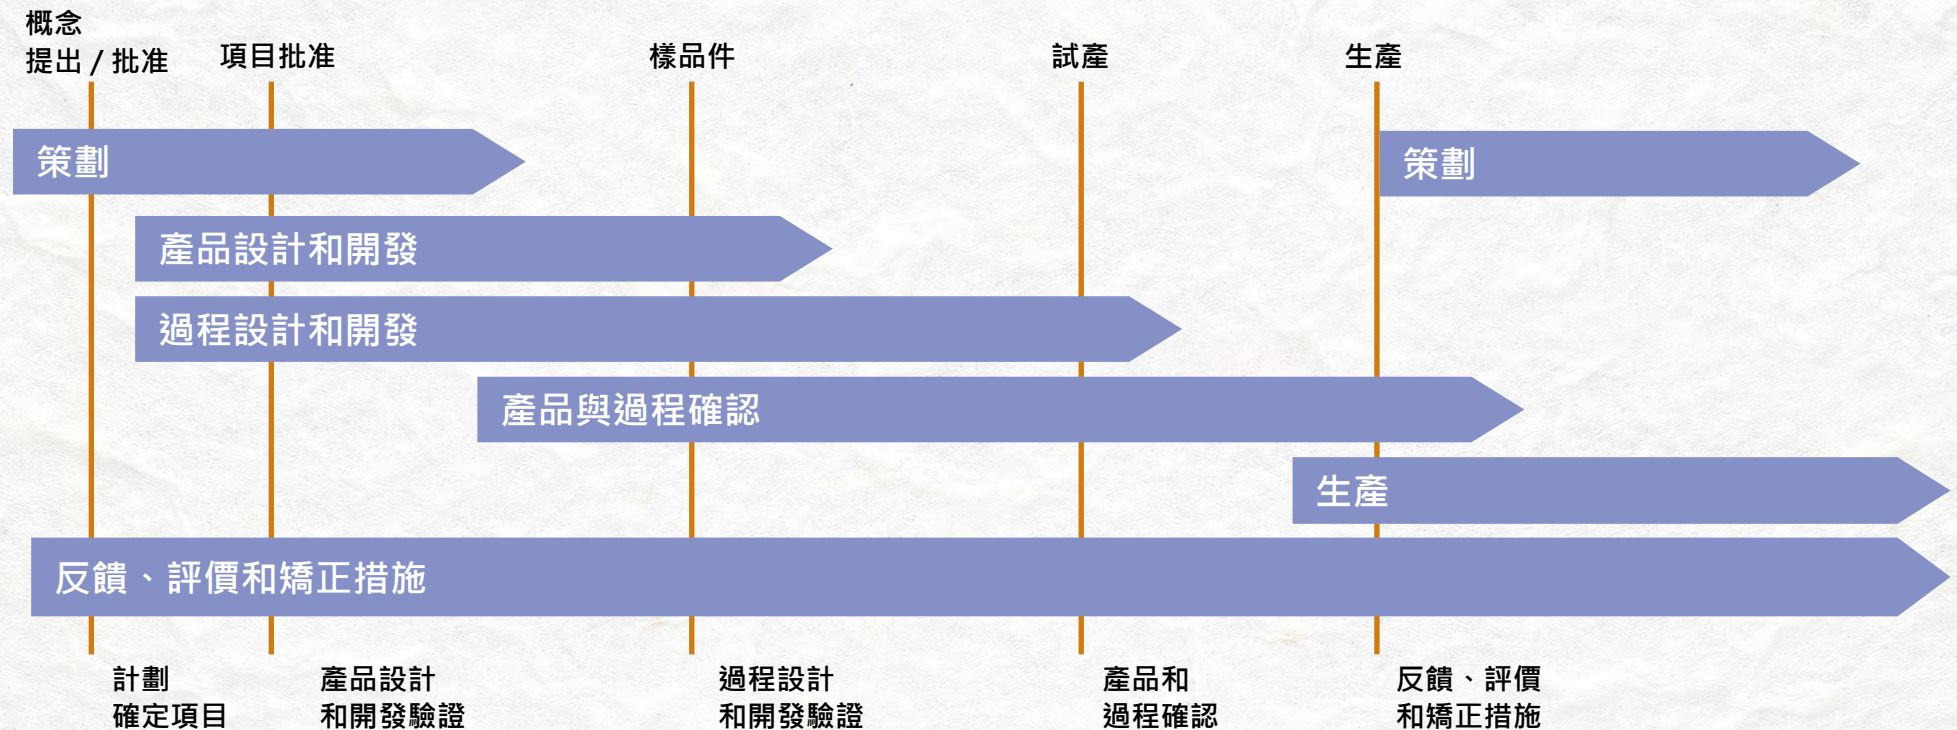 概念
提出 / 批准
項目批准
樣品件
試產
生產
策劃
策劃
產品設計和開發
過程設計和開發
產品與過程確認
生產
反饋、評價和矯正措施
計劃
確定項目
產品設計
和開發驗證
過程設計
和開發驗證
產品和
過程確認
反饋、評價
和矯正措施